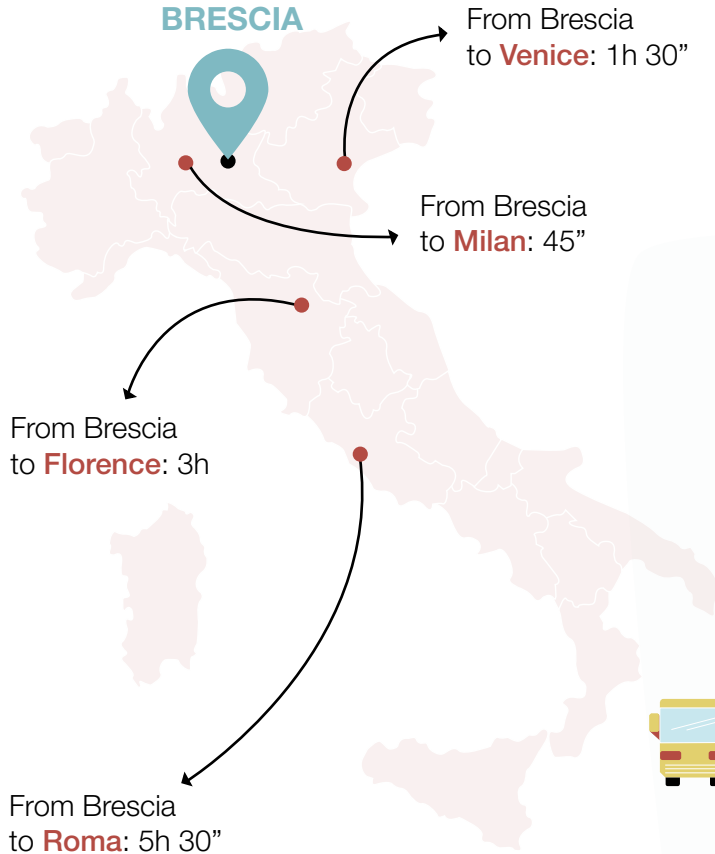 BRESCIA
From Brescia
to Venice: 1h 30”
From Brescia
to Milan: 45”
From Brescia
to Florence: 3h
From Brescia
to Roma: 5h 30”